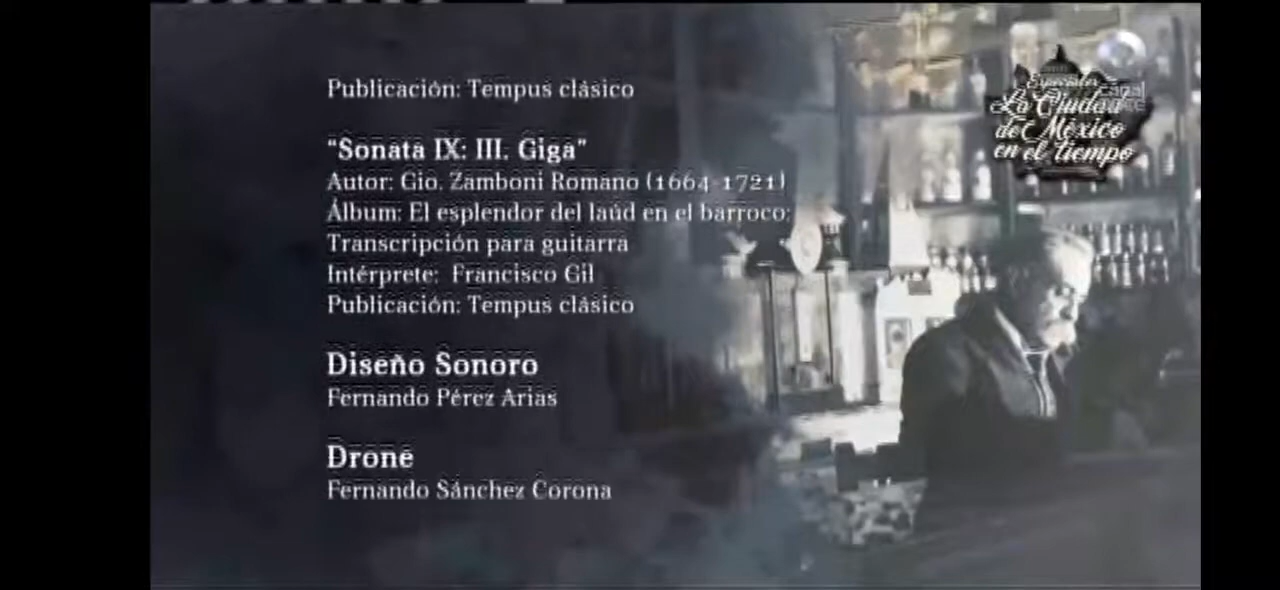 Publicación: Tempus clásico
"Sonata IX: III. Giga"
Autor: Gio. Zamboni Romano (1664-1721)
Álbum: El esplendor del laúd en el barroco:
Transcripción para guitarra
Intérprete: Francisco Gil
Publicación: Tempus clásico
Diseño Sonoro
Fernando Pérez Arias
Drone
Fernando Sánchez Corona
Especiales
La Ciudad
de México
en el tiempo